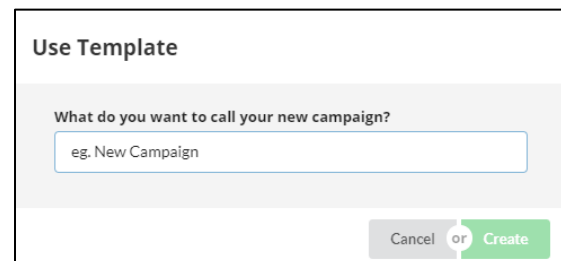 Use Template
What do you want to call your new campaign?
eg. New Campaign
Cancel or Create